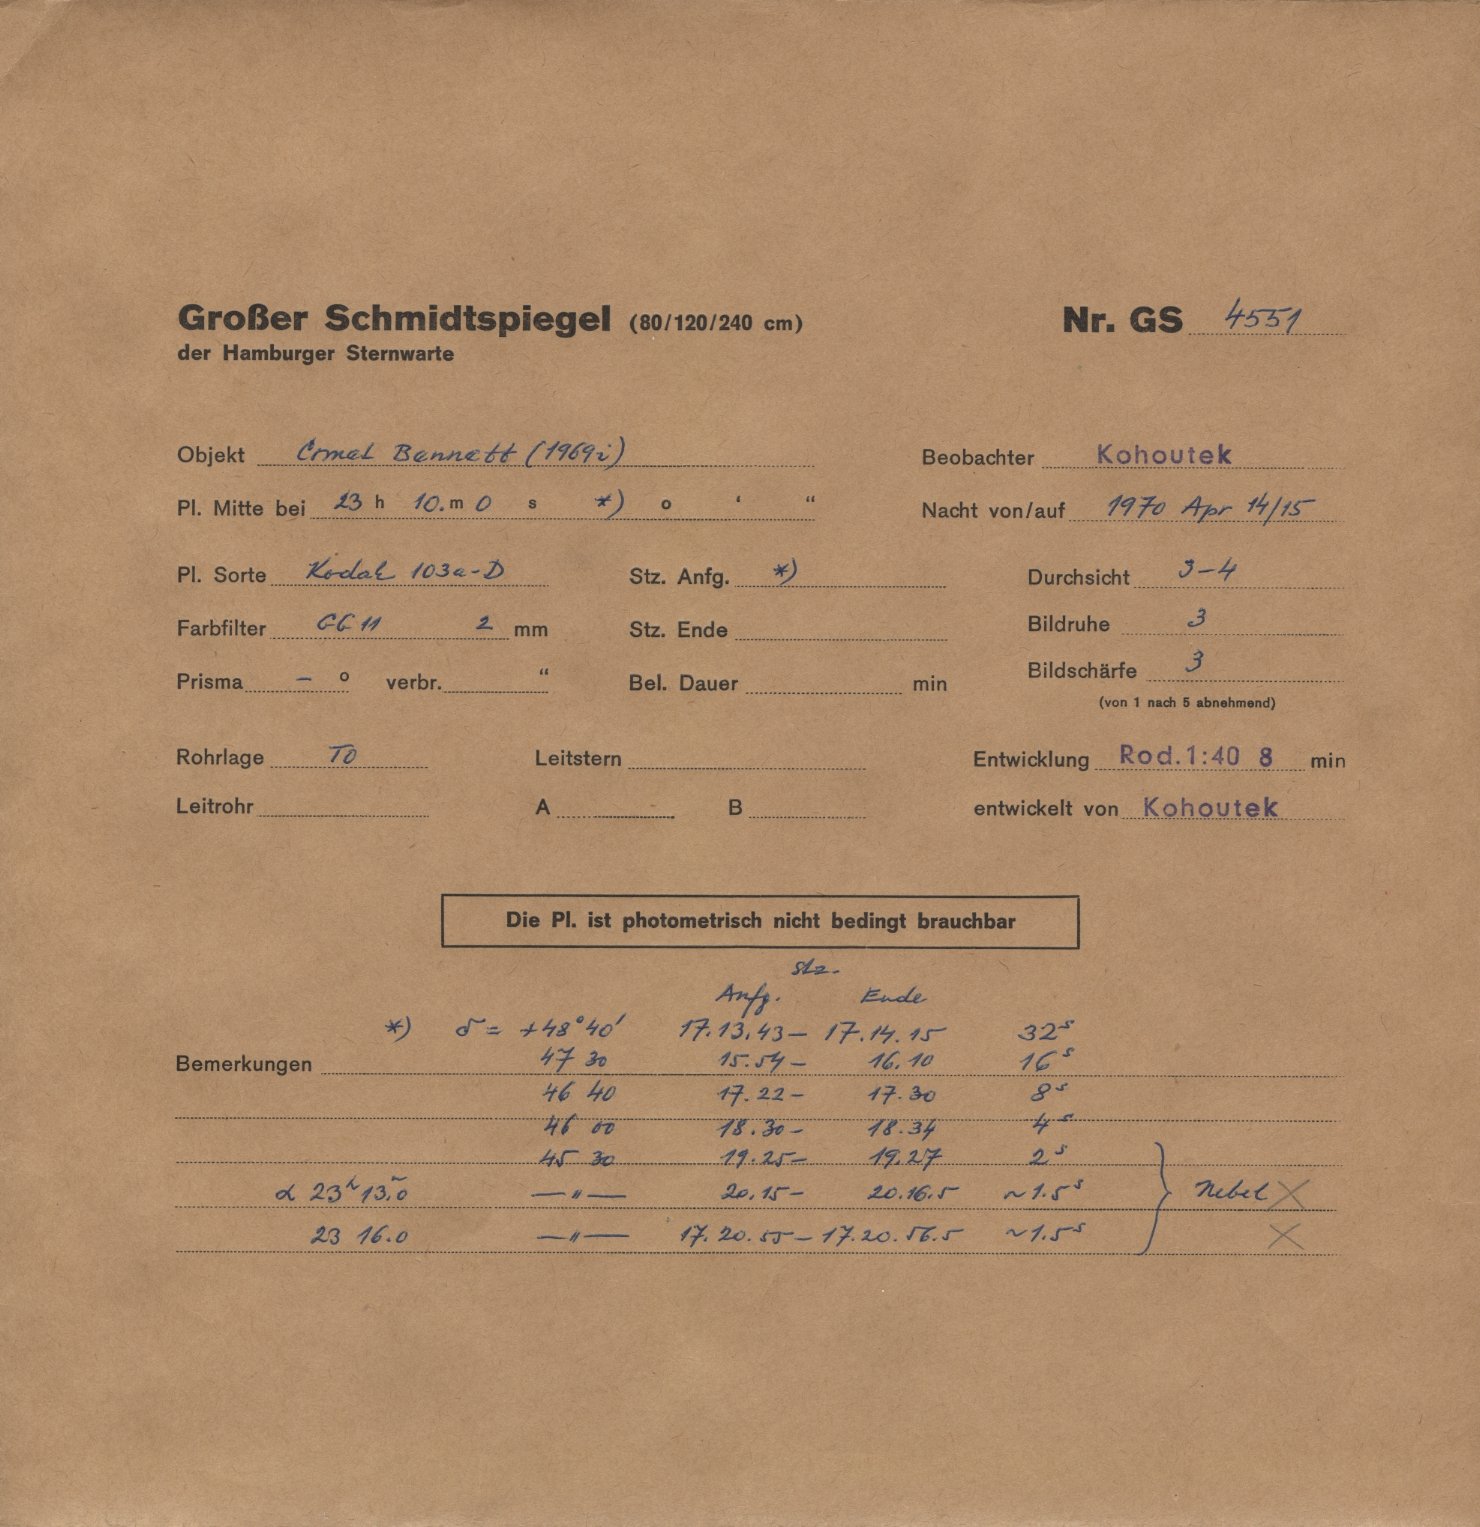 Großer Schmidtspiegel (80/120/240 cm) Nr. GS 4551
der Hamburger Sternwarte
Objekt Comet Bennett (1969i) Beobachter Kohoutek
Pl. Mitte bei 23 h 10. m 0 s *) o ‘ “ Nacht von/auf 1970 Apr 14/15
Pl. Sorte Kodak 103a-D Stz. Anfg. *) Durchsicht 3-4
Farbfilter GG 11 2 mm Stz. Ende Bildruhe 3
Prisma – o verbr. “ Bel. Dauer min Bildschärfe 3
(von 1 nach 5 abnehmend)
Rohrlage TO Leitstern Entwicklung Rod.1:40 8 min
Leitrohr A B entwickelt von Kohoutek
Die Pl. ist photometrisch nicht bedingt brauchbar
Stz.
Anfg. Ende
*) δ = +48°40' 17.13.43– 17.14.15 32s
Bemerkungen 47 30 15.54– 16.10 16s
46 40 17.22– 17.30 8s
46 00 18.30– 18.34 4s
45 30 19.25– 19.27 2s
α 23h 13m.0 —"— 20.15– 20.16.5 ~1.5s Nebel X
23 16.0 —"— 17.20.55–17.20.56.5 ~1.5s X